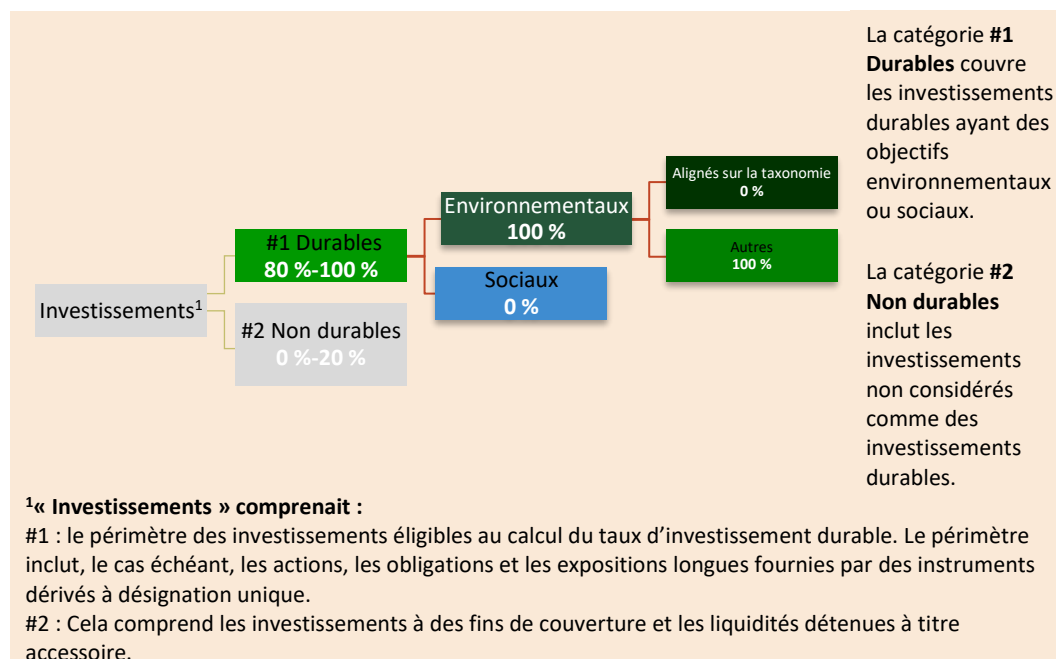 Investissements¹
#1 Durables
80 %-100 %
#2 Non durables
0 %-20 %
Environnementaux
100 %
Sociaux
0 %
Alignés sur la taxonomie
0 %
Autres
100 %
La catégorie #1
Durables couvre
les investissements
durables ayant des
objectifs
environnementaux
ou sociaux.
La catégorie #2
Non durables
inclut les
investissements
non considérés
comme des
investissements
durables.
¹« Investissements » comprenait :
#1 : le périmètre des investissements éligibles au calcul du taux d’investissement durable. Le périmètre
inclut, le cas échéant, les actions, les obligations et les expositions longues fournies par des instruments
dérivés à désignation unique.
#2 : Cela comprend les investissements à des fins de couverture et les liquidités détenues à titre
accessoire.